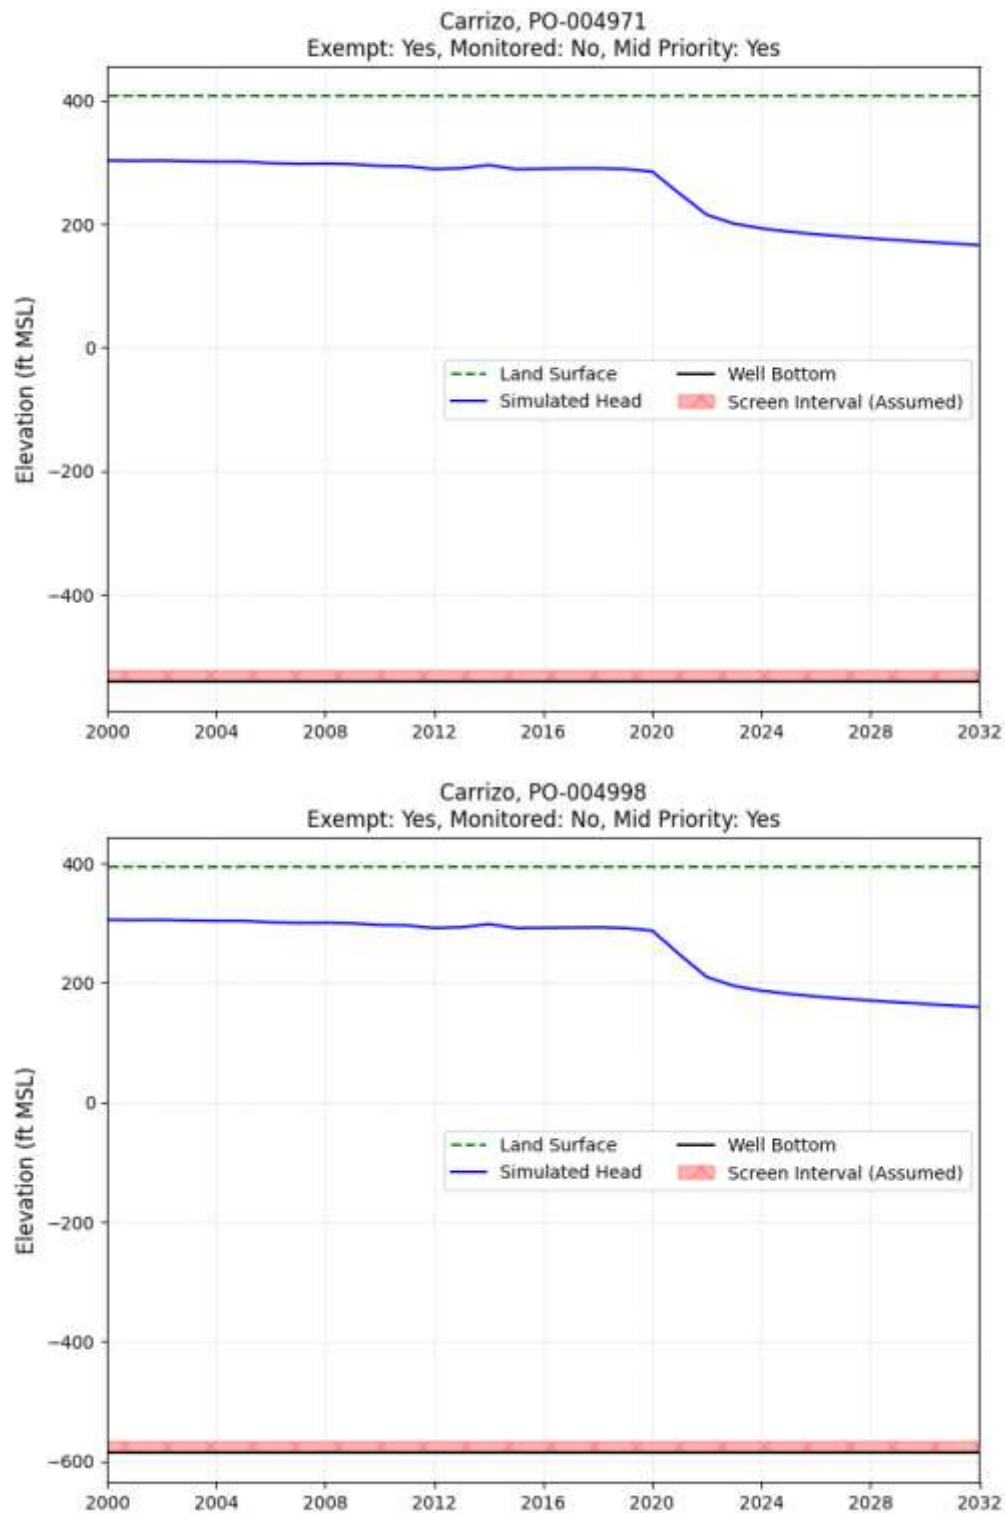 Carrizo, PO-004971
Exempt: Yes, Monitored: No, Mid Priority: Yes
Elevation (ft MSL)
400
200
0
−200
−400
Land Surface
Simulated Head
Well Bottom
Screen Interval (Assumed)
2000 2004 2008 2012 2016 2020 2024 2028 2032
Carrizo, PO-004998
Exempt: Yes, Monitored: No, Mid Priority: Yes
Elevation (ft MSL)
400
200
0
−200
−400
−600
Land Surface
Simulated Head
Well Bottom
Screen Interval (Assumed)
2000 2004 2008 2012 2016 2020 2024 2028 2032